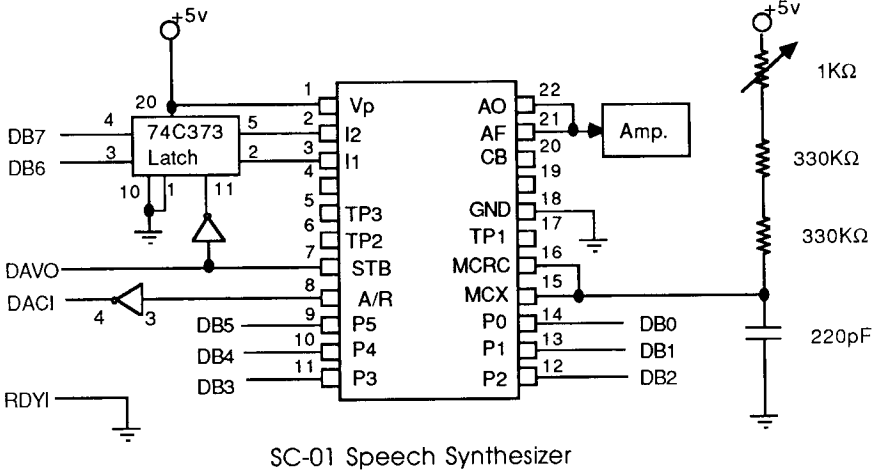 +5v
+5v
1KΩ
330KΩ
330KΩ
220pF
20
74C373
Latch
DB7 4
DB6 3
5
2
10 1 11
1 Vp
2 I2
3 I1
4
5 TP3
6 TP2
7 STB
8 A/R
9 P5
10 P4
11 P3
AO 22
AF 21
CB 20
19
GND 18
TP1 17
MCRC 16
MCX 15
P0 14
P1 13
P2 12
Amp.
DAVO
DACI
4 3
DB5
DB4
DB3
DB0
DB1
DB2
RDYI
SC-01 Speech Synthesizer